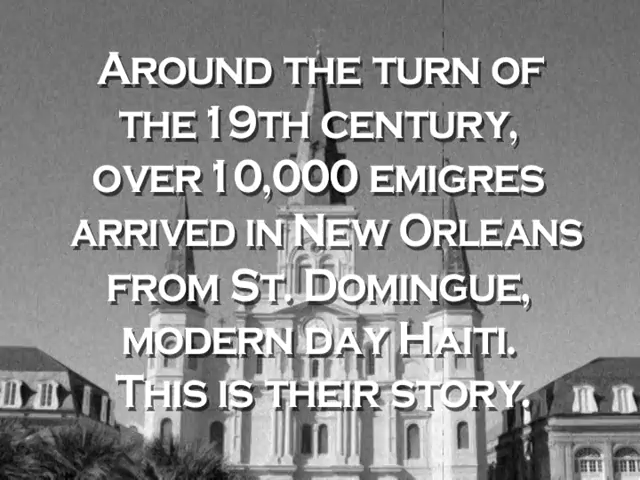 Around the turn of
the 19th century,
over 10,000 emigres
arrived in New Orleans
from St. Domingue,
modern day Haiti.
This is their story.